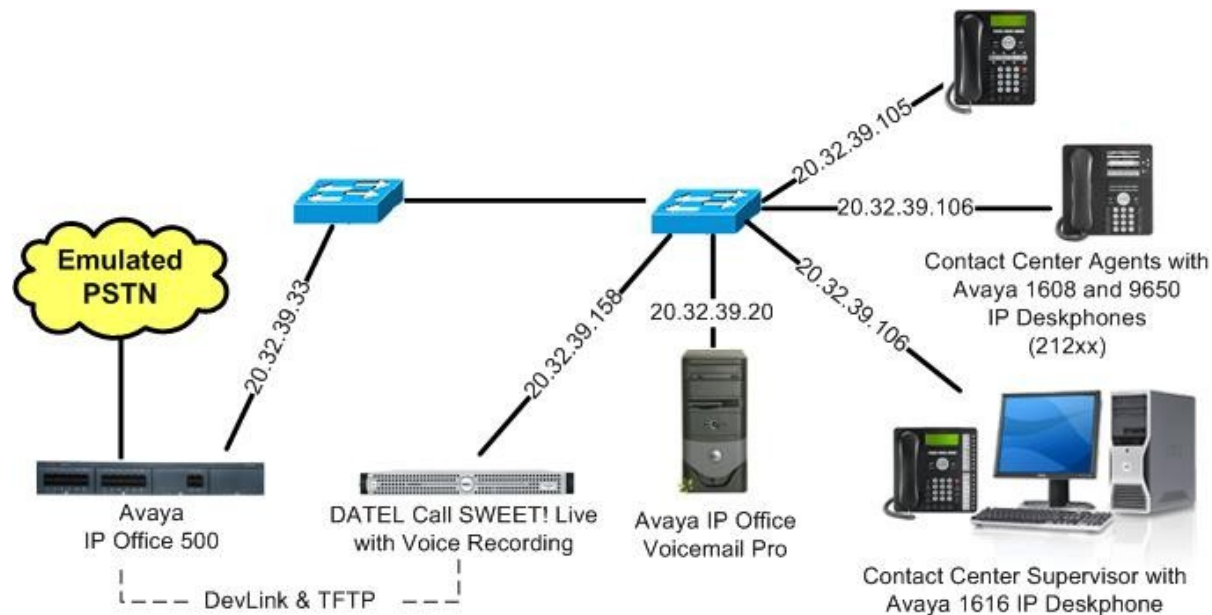 20.32.39.105
20.32.39.106
Contact Center Agents with
Avaya 1608 and 9650
IP Deskphones
(212xx)
Emulated
PSTN
20.32.39.33
20.32.39.158
20.32.39.20
20.32.39.106
Avaya
IP Office 500
DATEL Call SWEET! Live
with Voice Recording
Avaya IP Office
Voicemail Pro
Contact Center Supervisor with
Avaya 1616 IP Deskphone
DevLink & TFTP